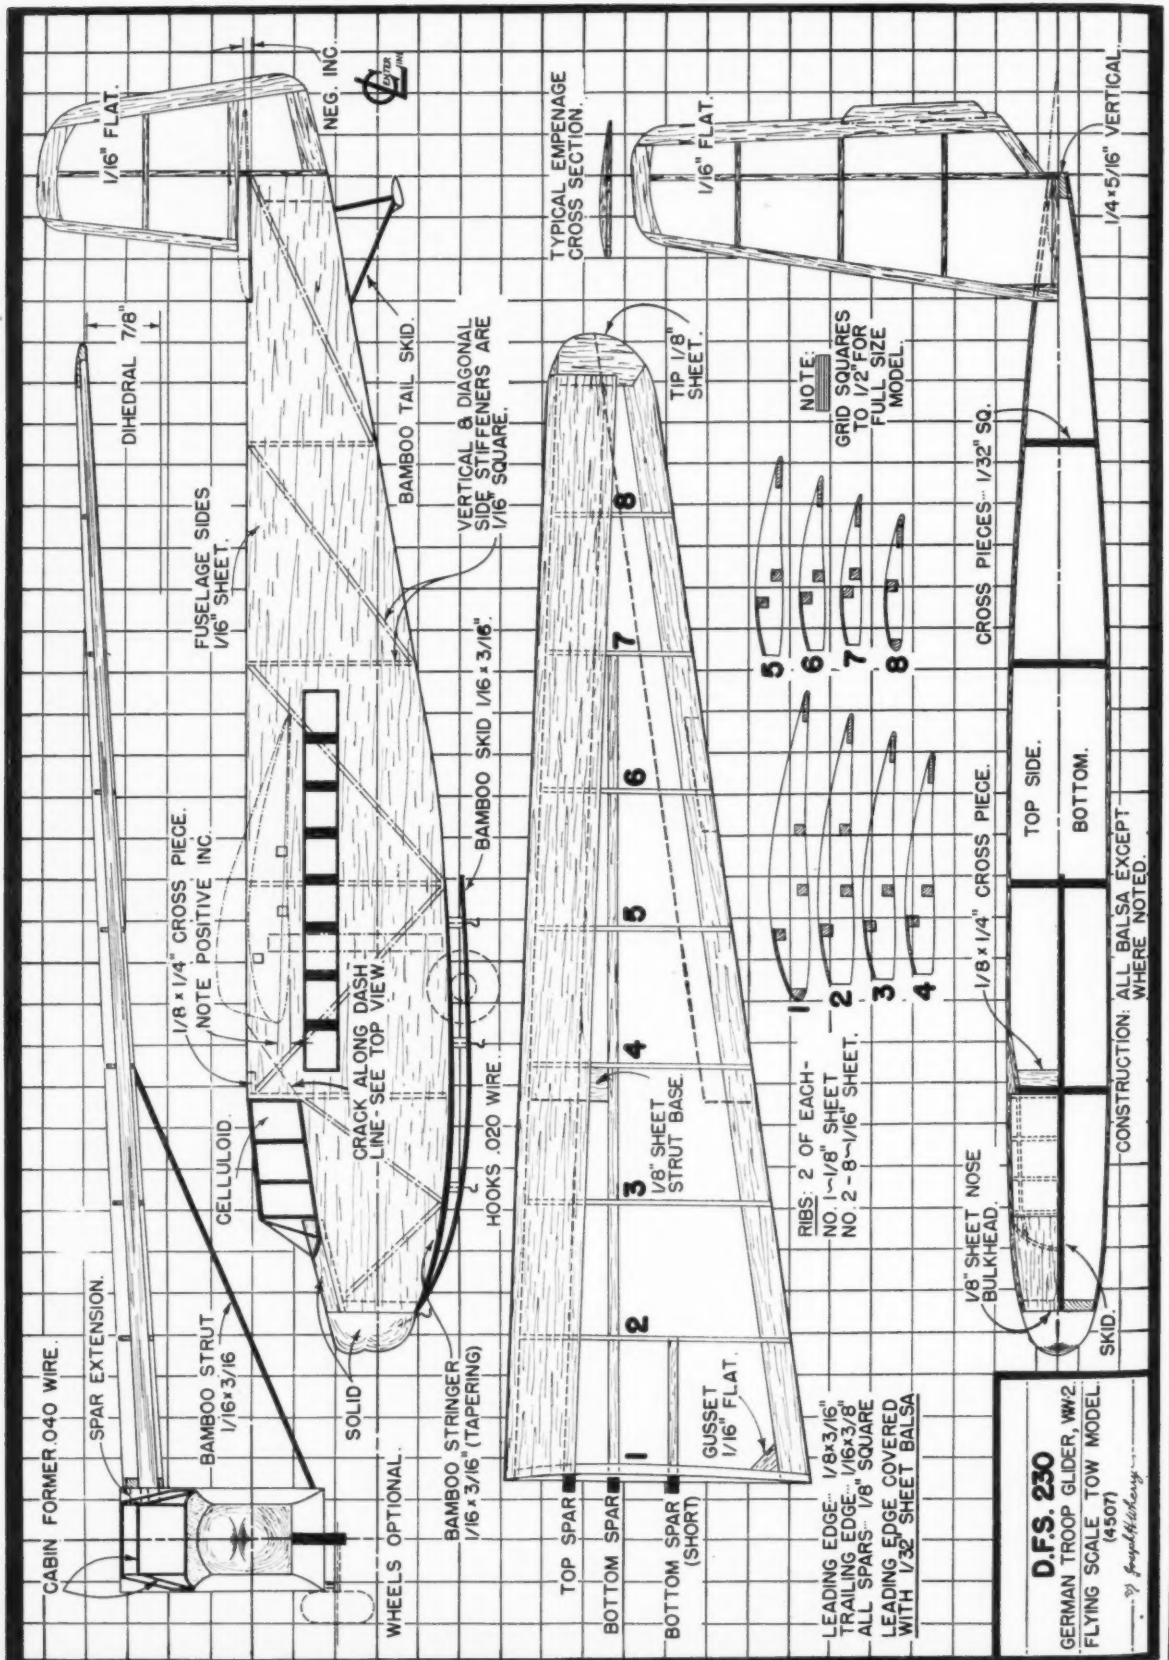 CABIN FORMER .040 WIRE.
SPAR EXTENSION.
BAMBOO STRUT
1/16 × 3/16
DIHEDRAL 7/8"
1/16" FLAT.
NEG. INC.
CENTER
LINE
1/8 × 1/4" CROSS PIECE.
NOTE POSITIVE INC.
FUSELAGE SIDES
1/16" SHEET.
CELLULOID
CRACK ALONG DASH
LINE - SEE TOP VIEW
SOLID
BAMBOO TAIL SKID.
VERTICAL & DIAGONAL
SIDE STIFFENERS ARE
1/16" SQUARE.
WHEELS OPTIONAL
BAMBOO STRINGER
1/16 × 3/16" (TAPERING)
HOOKS .020 WIRE
BAMBOO SKID 1/16 × 3/16".
TYPICAL EMPENAGE
CROSS SECTION.
TOP SPAR
BOTTOM SPAR
BOTTOM SPAR
(SHORT)
1
2
3
4
5
6
7
8
GUSSET
1/16" FLAT.
1/8" SHEET
STRUT BASE.
TIP 1/8"
SHEET.
1/16" FLAT.
NOTE:
GRID SQUARES
TO 1/2" FOR
FULL SIZE
MODEL.
LEADING EDGE--- 1/8×3/16"
TRAILING EDGE--- 1/16×3/8"
ALL SPARS--- 1/8" SQUARE
LEADING EDGE COVERED
WITH 1/32" SHEET BALSA
RIBS: 2 OF EACH-
NO. 1 ~ 1/8" SHEET
NO. 2 - 8 ~ 1/16" SHEET.
1
2
3
4
5
6
7
8
1/8" SHEET NOSE
BULKHEAD.
1/8 × 1/4" CROSS PIECE.
CROSS PIECES--- 1/32" SQ.
TOP SIDE.
BOTTOM.
SKID.
1/4 × 5/16" VERTICAL.
CONSTRUCTION: ALL BALSA EXCEPT
WHERE NOTED.
D.F.S. 230
GERMAN TROOP GLIDER, WW-2.
FLYING SCALE TOW MODEL.
(4507)